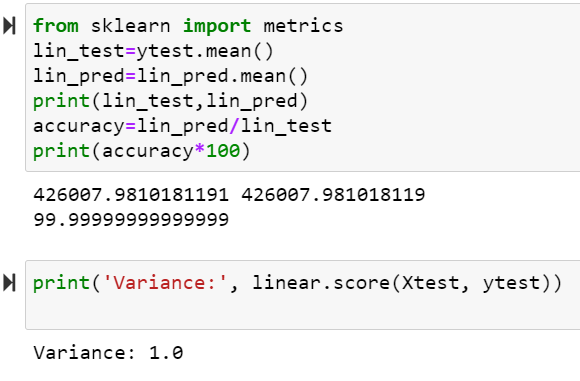 from sklearn import metrics
lin_test=ytest.mean()
lin_pred=lin_pred.mean()
print(lin_test,lin_pred)
accuracy=lin_pred/lin_test
print(accuracy*100)
426007.9810181191 426007.981018119
99.99999999999999
print('Variance:', linear.score(Xtest, ytest))
Variance: 1.0